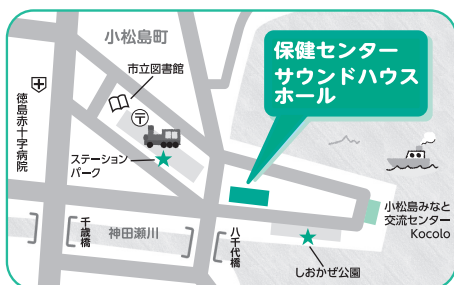 小松島町
市立図書館
保健センター
サウンドハウス
ホール
徳島赤十字病院
〒
ステーション
パーク
千歳橋
神田瀬川
八千代橋
しおかぜ公園
小松島みなと
交流センター
Kocolo